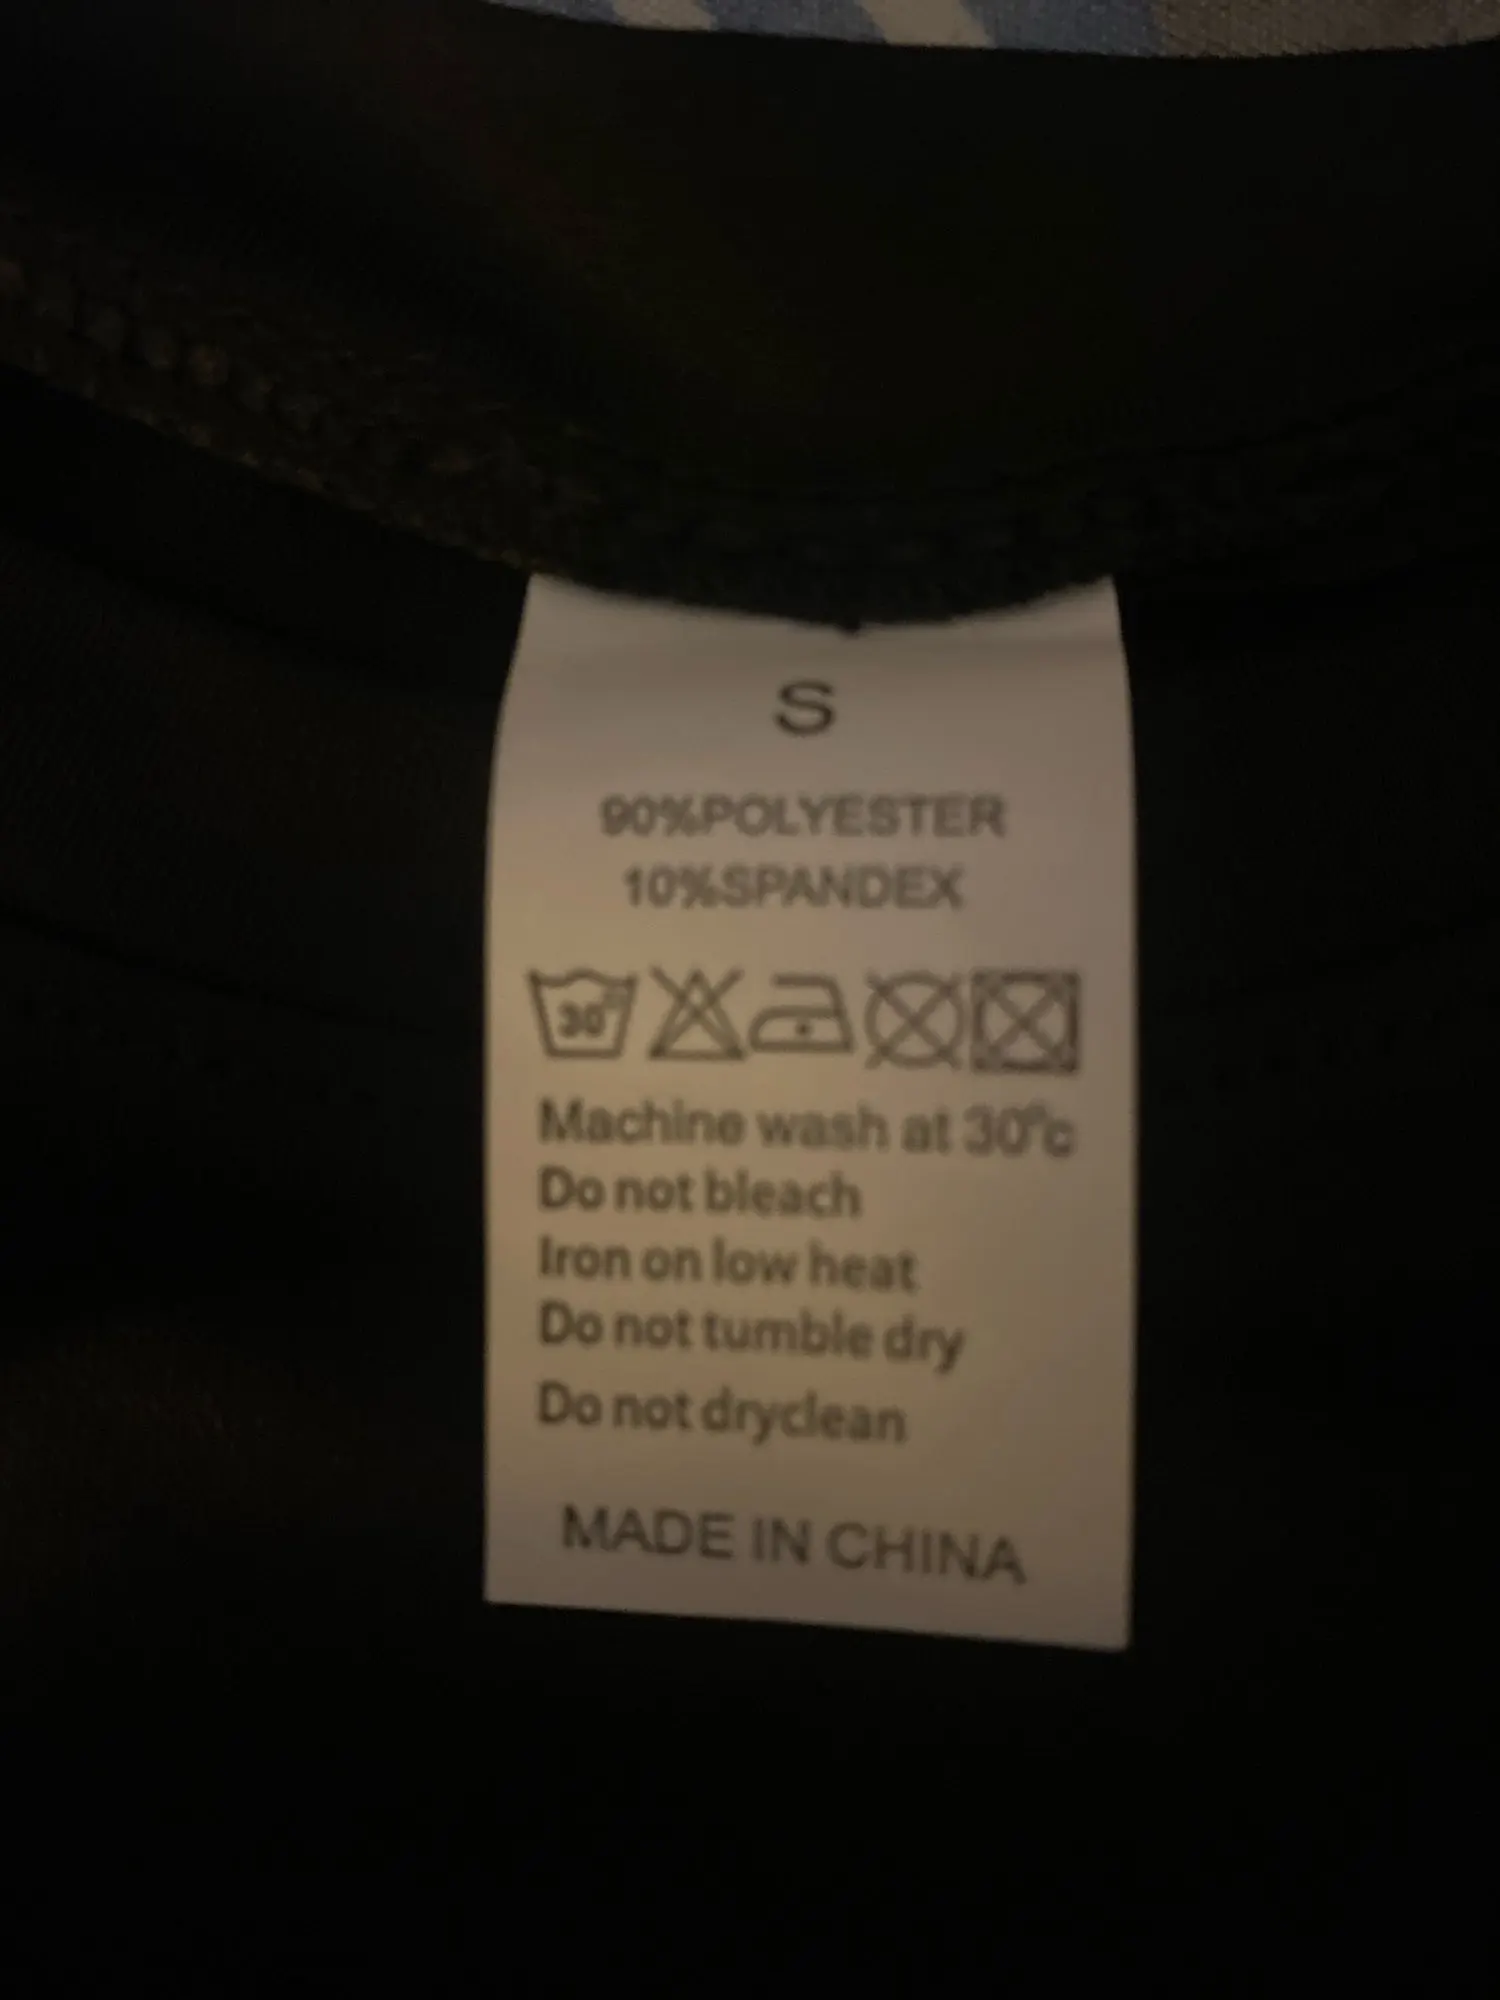 S
90%POLYESTER
10%SPANDEX
30°
Machine wash at 30°c
Do not bleach
Iron on low heat
Do not tumble dry
Do not dryclean
MADE IN CHINA